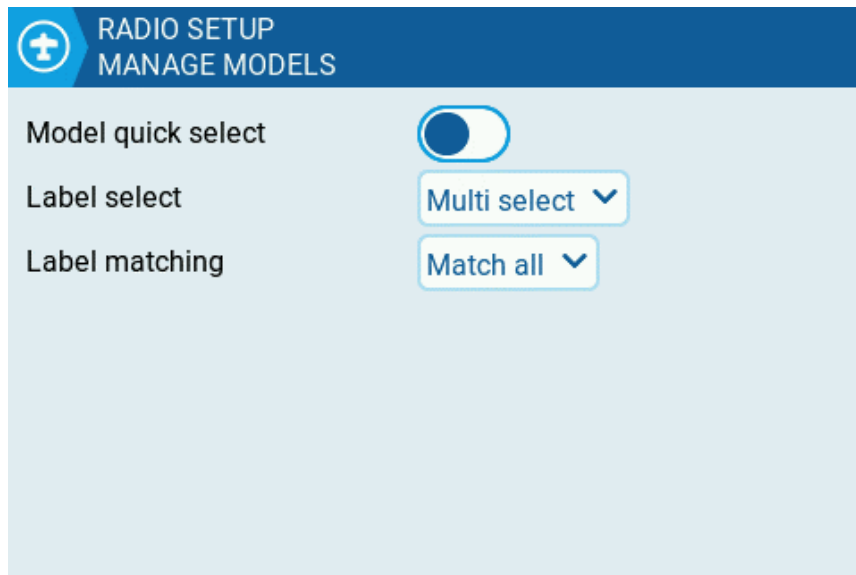 RADIO SETUP
MANAGE MODELS
Model quick select
Label select
Multi select
Label matching
Match all